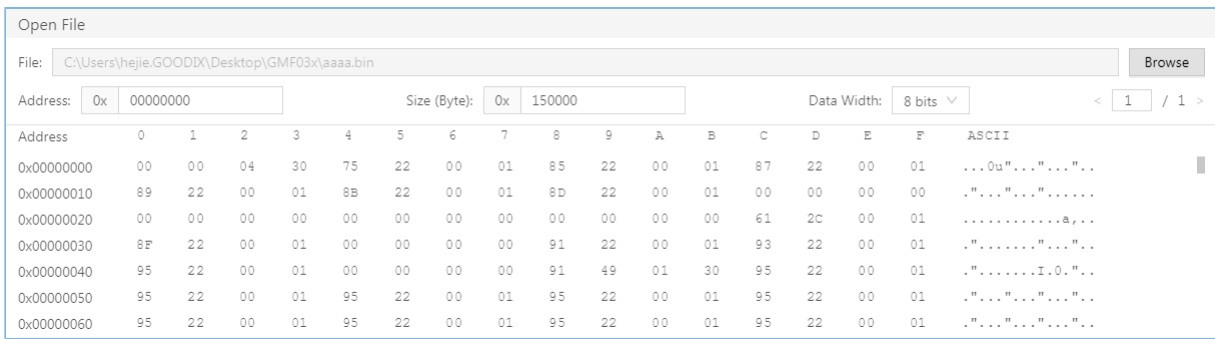 Open File
File: C:\Users\hejie.GOODIX\Desktop\GMF03x\aaaa.bin Browse
Address: 0x 00000000 Size (Byte): 0x 150000 Data Width: 8 bits < 1 / 1 >
Address 0 1 2 3 4 5 6 7 8 9 A B C D E F ASCII
0x00000000 00 00 04 30 75 22 00 01 85 22 00 01 87 22 00 01 ...0u"..."..."..
0x00000010 89 22 00 01 8B 22 00 01 8D 22 00 01 00 00 00 00 ."..."..."......
0x00000020 00 00 00 00 00 00 00 00 00 00 00 00 61 2C 00 01 ............a,..
0x00000030 8F 22 00 01 00 00 00 00 91 22 00 01 93 22 00 01 ."......."..."..
0x00000040 95 22 00 01 00 00 00 00 91 49 01 30 95 22 00 01 .".......I.0."..
0x00000050 95 22 00 01 95 22 00 01 95 22 00 01 95 22 00 01 ."..."..."..."..
0x00000060 95 22 00 01 95 22 00 01 95 22 00 01 95 22 00 01 ."..."..."..."..